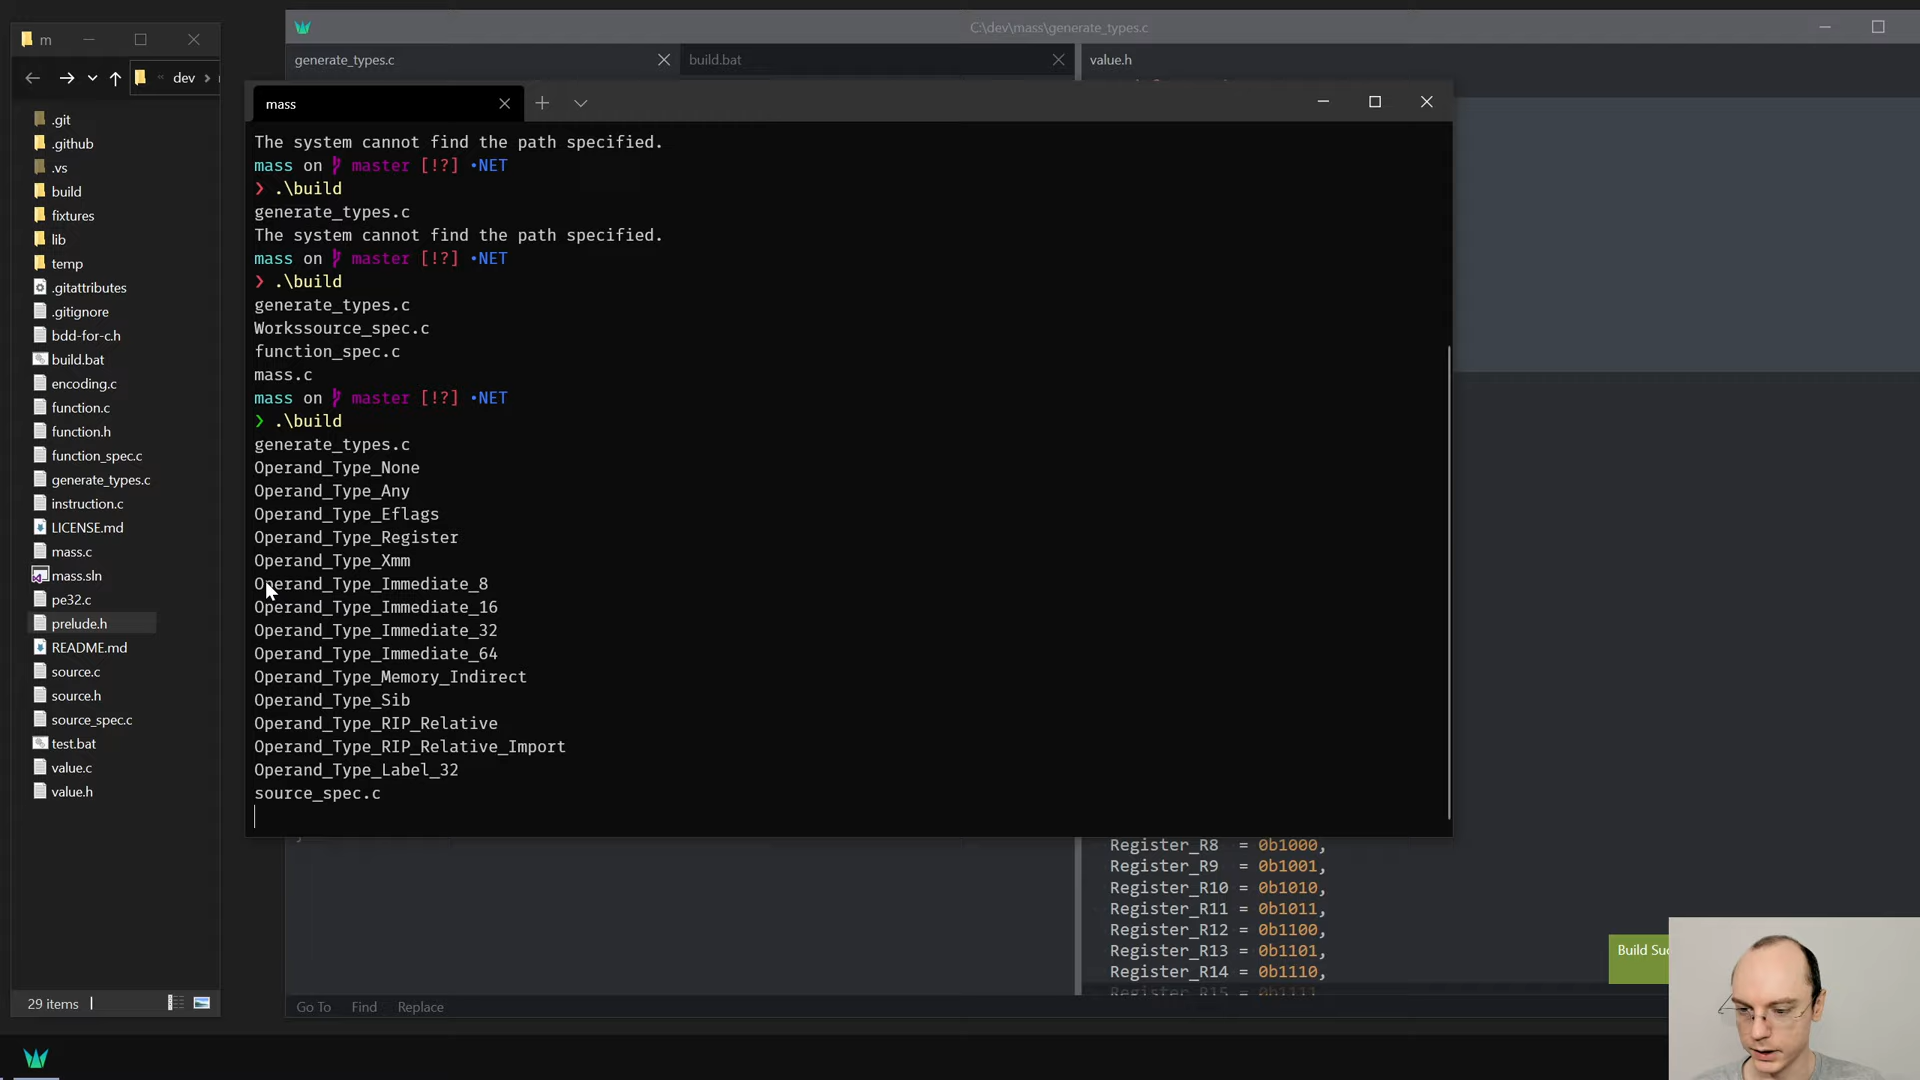 m
dev
.git
.github
.vs
build
fixtures
lib
temp
.gitattributes
.gitignore
bdd-for-c.h
build.bat
encoding.c
function.c
function.h
function_spec.c
generate_types.c
instruction.c
LICENSE.md
mass.c
mass.sln
pe32.c
prelude.h
README.md
source.c
source.h
source_spec.c
test.bat
value.c
value.h
29 items
C:\dev\mass\generate_types.c
generate_types.c
build.bat
value.h
mass
The system cannot find the path specified.
mass on master [!?] •NET
❯ .\build
generate_types.c
The system cannot find the path specified.
mass on master [!?] •NET
❯ .\build
generate_types.c
Workssource_spec.c
function_spec.c
mass.c
mass on master [!?] •NET
❯ .\build
generate_types.c
Operand_Type_None
Operand_Type_Any
Operand_Type_Eflags
Operand_Type_Register
Operand_Type_Xmm
Operand_Type_Immediate_8
Operand_Type_Immediate_16
Operand_Type_Immediate_32
Operand_Type_Immediate_64
Operand_Type_Memory_Indirect
Operand_Type_Sib
Operand_Type_RIP_Relative
Operand_Type_RIP_Relative_Import
Operand_Type_Label_32
source_spec.c
Register_R8 = 0b1000,
Register_R9 = 0b1001,
Register_R10 = 0b1010,
Register_R11 = 0b1011,
Register_R12 = 0b1100,
Register_R13 = 0b1101,
Register_R14 = 0b1110,
Register_R15 = 0b1111
Build Su
Go To Find Replace